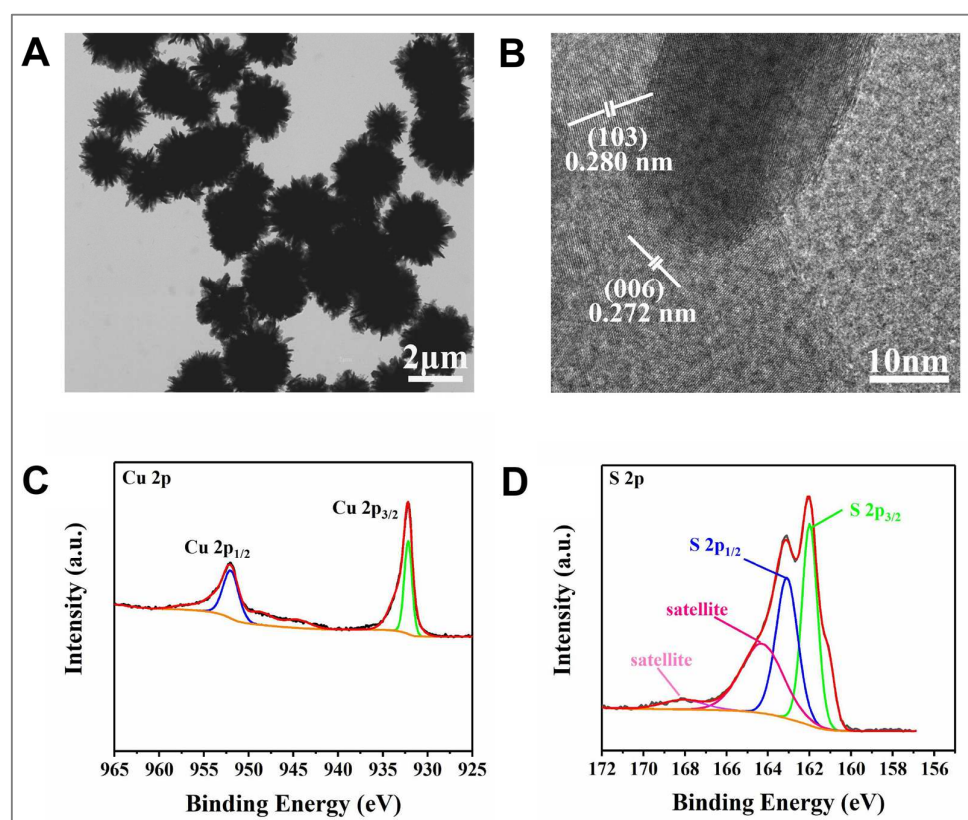 A
2μm
B
(103)
0.280 nm
(006)
0.272 nm
10nm
C
Cu 2p
Cu 2p1/2
Cu 2p3/2
Intensity (a.u.)
965 960 955 950 945 940 935 930 925
Binding Energy (eV)
D
S 2p
S 2p3/2
S 2p1/2
satellite
satellite
Intensity (a.u.)
172 170 168 166 164 162 160 158 156
Binding Energy (eV)